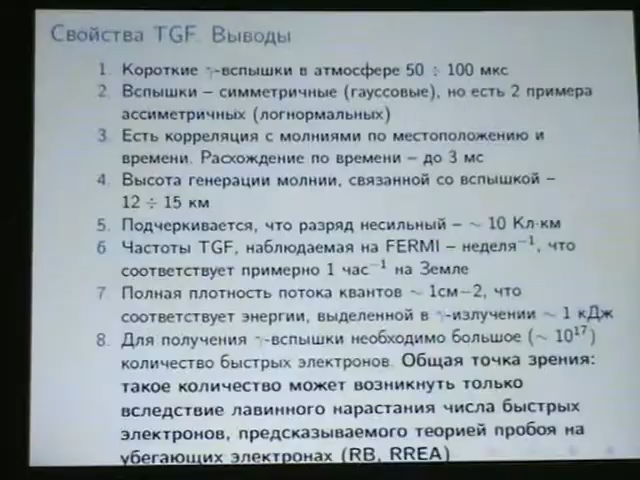 Свойства TGF. Выводы
1. Короткие γ-вспышки в атмосфере 50 ÷ 100 мкс
2. Вспышки – симметричные (гауссовые), но есть 2 примера
ассиметричных (логнормальных)
3. Есть корреляция с молниями по местоположению и
времени. Расхождение по времени – до 3 мс
4. Высота генерации молнии, связанной со вспышкой –
12 ÷ 15 км
5. Подчеркивается, что разряд несильный – ~ 10 Кл·км
6. Частоты TGF, наблюдаемая на FERMI – неделя⁻¹, что
соответствует примерно 1 час⁻¹ на Земле
7. Полная плотность потока квантов ~ 1см−2, что
соответствует энергии, выделенной в γ-излучении ~ 1 кДж
8. Для получения γ-вспышки необходимо большое (~ 10¹⁷)
количество быстрых электронов. Общая точка зрения:
такое количество может возникнуть только
вследствие лавинного нарастания числа быстрых
электронов, предсказываемого теорией пробоя на
убегающих электронах (RB, RREA)